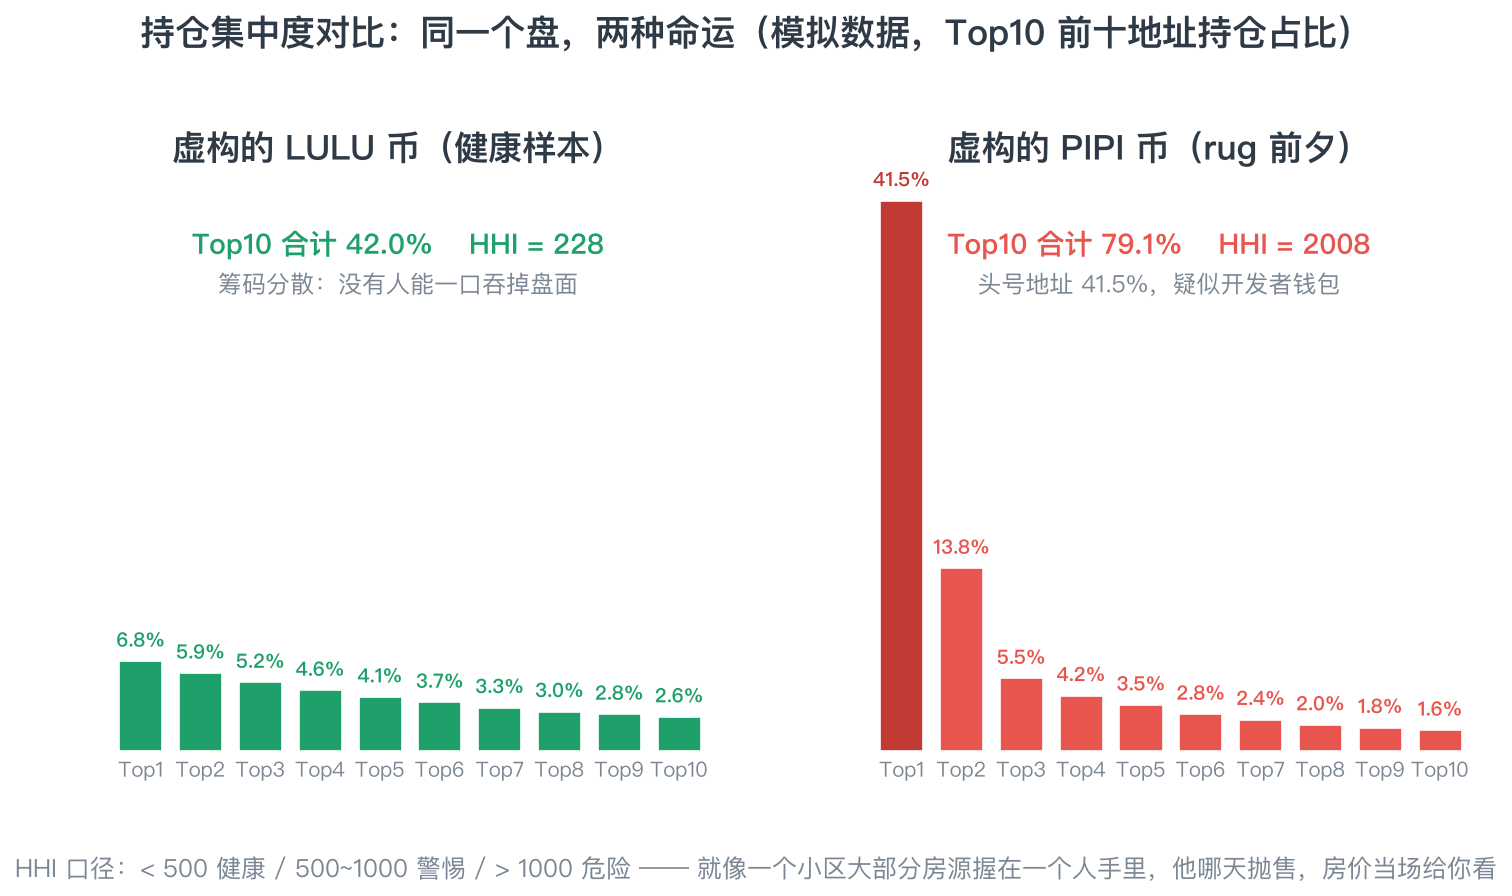 持仓集中度对比：同一个盘，两种命运（模拟数据，Top10 前十地址持仓占比）
虚构的 LULU 币（健康样本）
Top10 合计 42.0% HHI = 228
筹码分散：没有人能一口吞掉盘面
6.8% 5.9% 5.2% 4.6% 4.1% 3.7% 3.3% 3.0% 2.8% 2.6%
Top1 Top2 Top3 Top4 Top5 Top6 Top7 Top8 Top9 Top10
虚构的 PIPI 币（rug 前夕）
41.5%
Top10 合计 79.1% HHI = 2008
头号地址 41.5%，疑似开发者钱包
13.8% 5.5% 4.2% 3.5% 2.8% 2.4% 2.0% 1.8% 1.6%
Top1 Top2 Top3 Top4 Top5 Top6 Top7 Top8 Top9 Top10
HHI 口径：< 500 健康 / 500~1000 警惕 / > 1000 危险 —— 就像一个小区大部分房源握在一个人手里，他哪天抛售，房价当场给你看